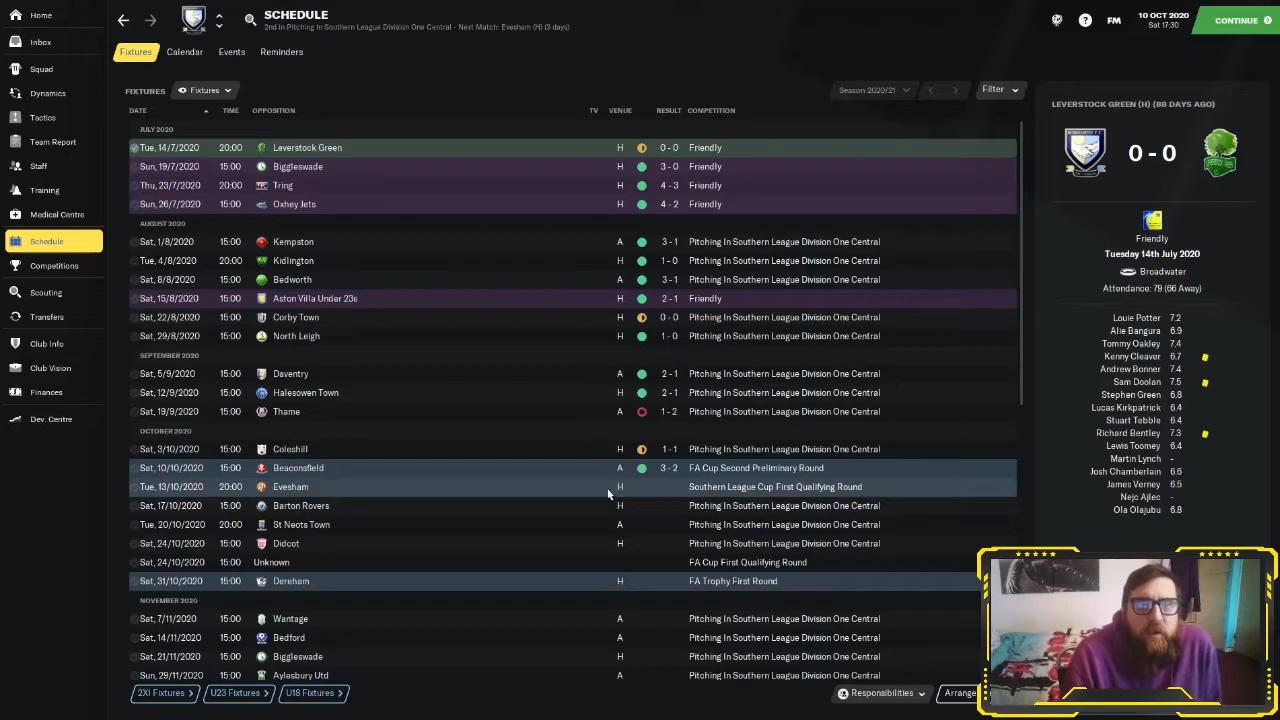 Home
SCHEDULE
2nd in Pitching In Southern League Division One Central - Next Match: Evesham (H) (3 days)
? FM 10 OCT 2020 Sat 17:30 CONTINUE
Inbox
Squad
Dynamics
Tactics
Team Report
Staff
Training
Medical Centre
Schedule
Competitions
Scouting
Transfers
Club Info
Club Vision
Finances
Dev. Centre
Fixtures Calendar Events Reminders
FIXTURES Fixtures Season 2020/21 Filter
DATE TIME OPPOSITION TV VENUE RESULT COMPETITION
JULY 2020
Tue, 14/7/2020 20:00 Leverstock Green H 0 - 0 Friendly
Sun, 19/7/2020 15:00 Biggleswade H 3 - 0 Friendly
Thu, 23/7/2020 20:00 Tring H 4 - 3 Friendly
Sun, 26/7/2020 15:00 Oxhey Jets H 4 - 2 Friendly
AUGUST 2020
Sat, 1/8/2020 15:00 Kempston A 3 - 1 Pitching In Southern League Division One Central
Tue, 4/8/2020 20:00 Kidlington H 1 - 0 Pitching In Southern League Division One Central
Sat, 8/8/2020 15:00 Bedworth A 3 - 1 Pitching In Southern League Division One Central
Sat, 15/8/2020 15:00 Aston Villa Under 23s H 2 - 1 Friendly
Sat, 22/8/2020 15:00 Corby Town H 0 - 0 Pitching In Southern League Division One Central
Sat, 29/8/2020 15:00 North Leigh H 1 - 0 Pitching In Southern League Division One Central
SEPTEMBER 2020
Sat, 5/9/2020 15:00 Daventry A 2 - 1 Pitching In Southern League Division One Central
Sat, 12/9/2020 15:00 Halesowen Town H 2 - 1 Pitching In Southern League Division One Central
Sat, 19/9/2020 15:00 Thame A 1 - 2 Pitching In Southern League Division One Central
OCTOBER 2020
Sat, 3/10/2020 15:00 Coleshill H 1 - 1 Pitching In Southern League Division One Central
Sat, 10/10/2020 15:00 Beaconsfield A 3 - 2 FA Cup Second Preliminary Round
Tue, 13/10/2020 20:00 Evesham H Southern League Cup First Qualifying Round
Sat, 17/10/2020 15:00 Barton Rovers H Pitching In Southern League Division One Central
Tue, 20/10/2020 20:00 St Neots Town A Pitching In Southern League Division One Central
Sat, 24/10/2020 15:00 Didcot H Pitching In Southern League Division One Central
Sat, 24/10/2020 15:00 Unknown FA Cup First Qualifying Round
Sat, 31/10/2020 15:00 Dereham H FA Trophy First Round
NOVEMBER 2020
Sat, 7/11/2020 15:00 Wantage A Pitching In Southern League Division One Central
Sat, 14/11/2020 15:00 Bedford A Pitching In Southern League Division One Central
Sat, 21/11/2020 15:00 Biggleswade H Pitching In Southern League Division One Central
Sun, 29/11/2020 15:00 Aylesbury Utd A Pitching In Southern League Division One Central
2XI Fixtures U23 Fixtures U18 Fixtures Responsibilities Arrange
LEVERSTOCK GREEN (H) (88 DAYS AGO)
0 - 0
Friendly
Tuesday 14th July 2020
Broadwater
Attendance: 79 (66 Away)
Louie Potter 7.2
Alie Bangura 6.9
Tommy Oakley 7.4
Kenny Cleaver 6.7
Andrew Bonner 7.4
Sam Doolan 7.5
Stephen Green 6.8
Lucas Kirkpatrick 6.4
Stuart Tebble 6.4
Richard Bentley 7.3
Lewis Toomey 6.4
Martin Lynch -
Josh Chamberlain 6.6
James Verney 6.5
Nejc Ajlec -
Ola Olajubu 6.8